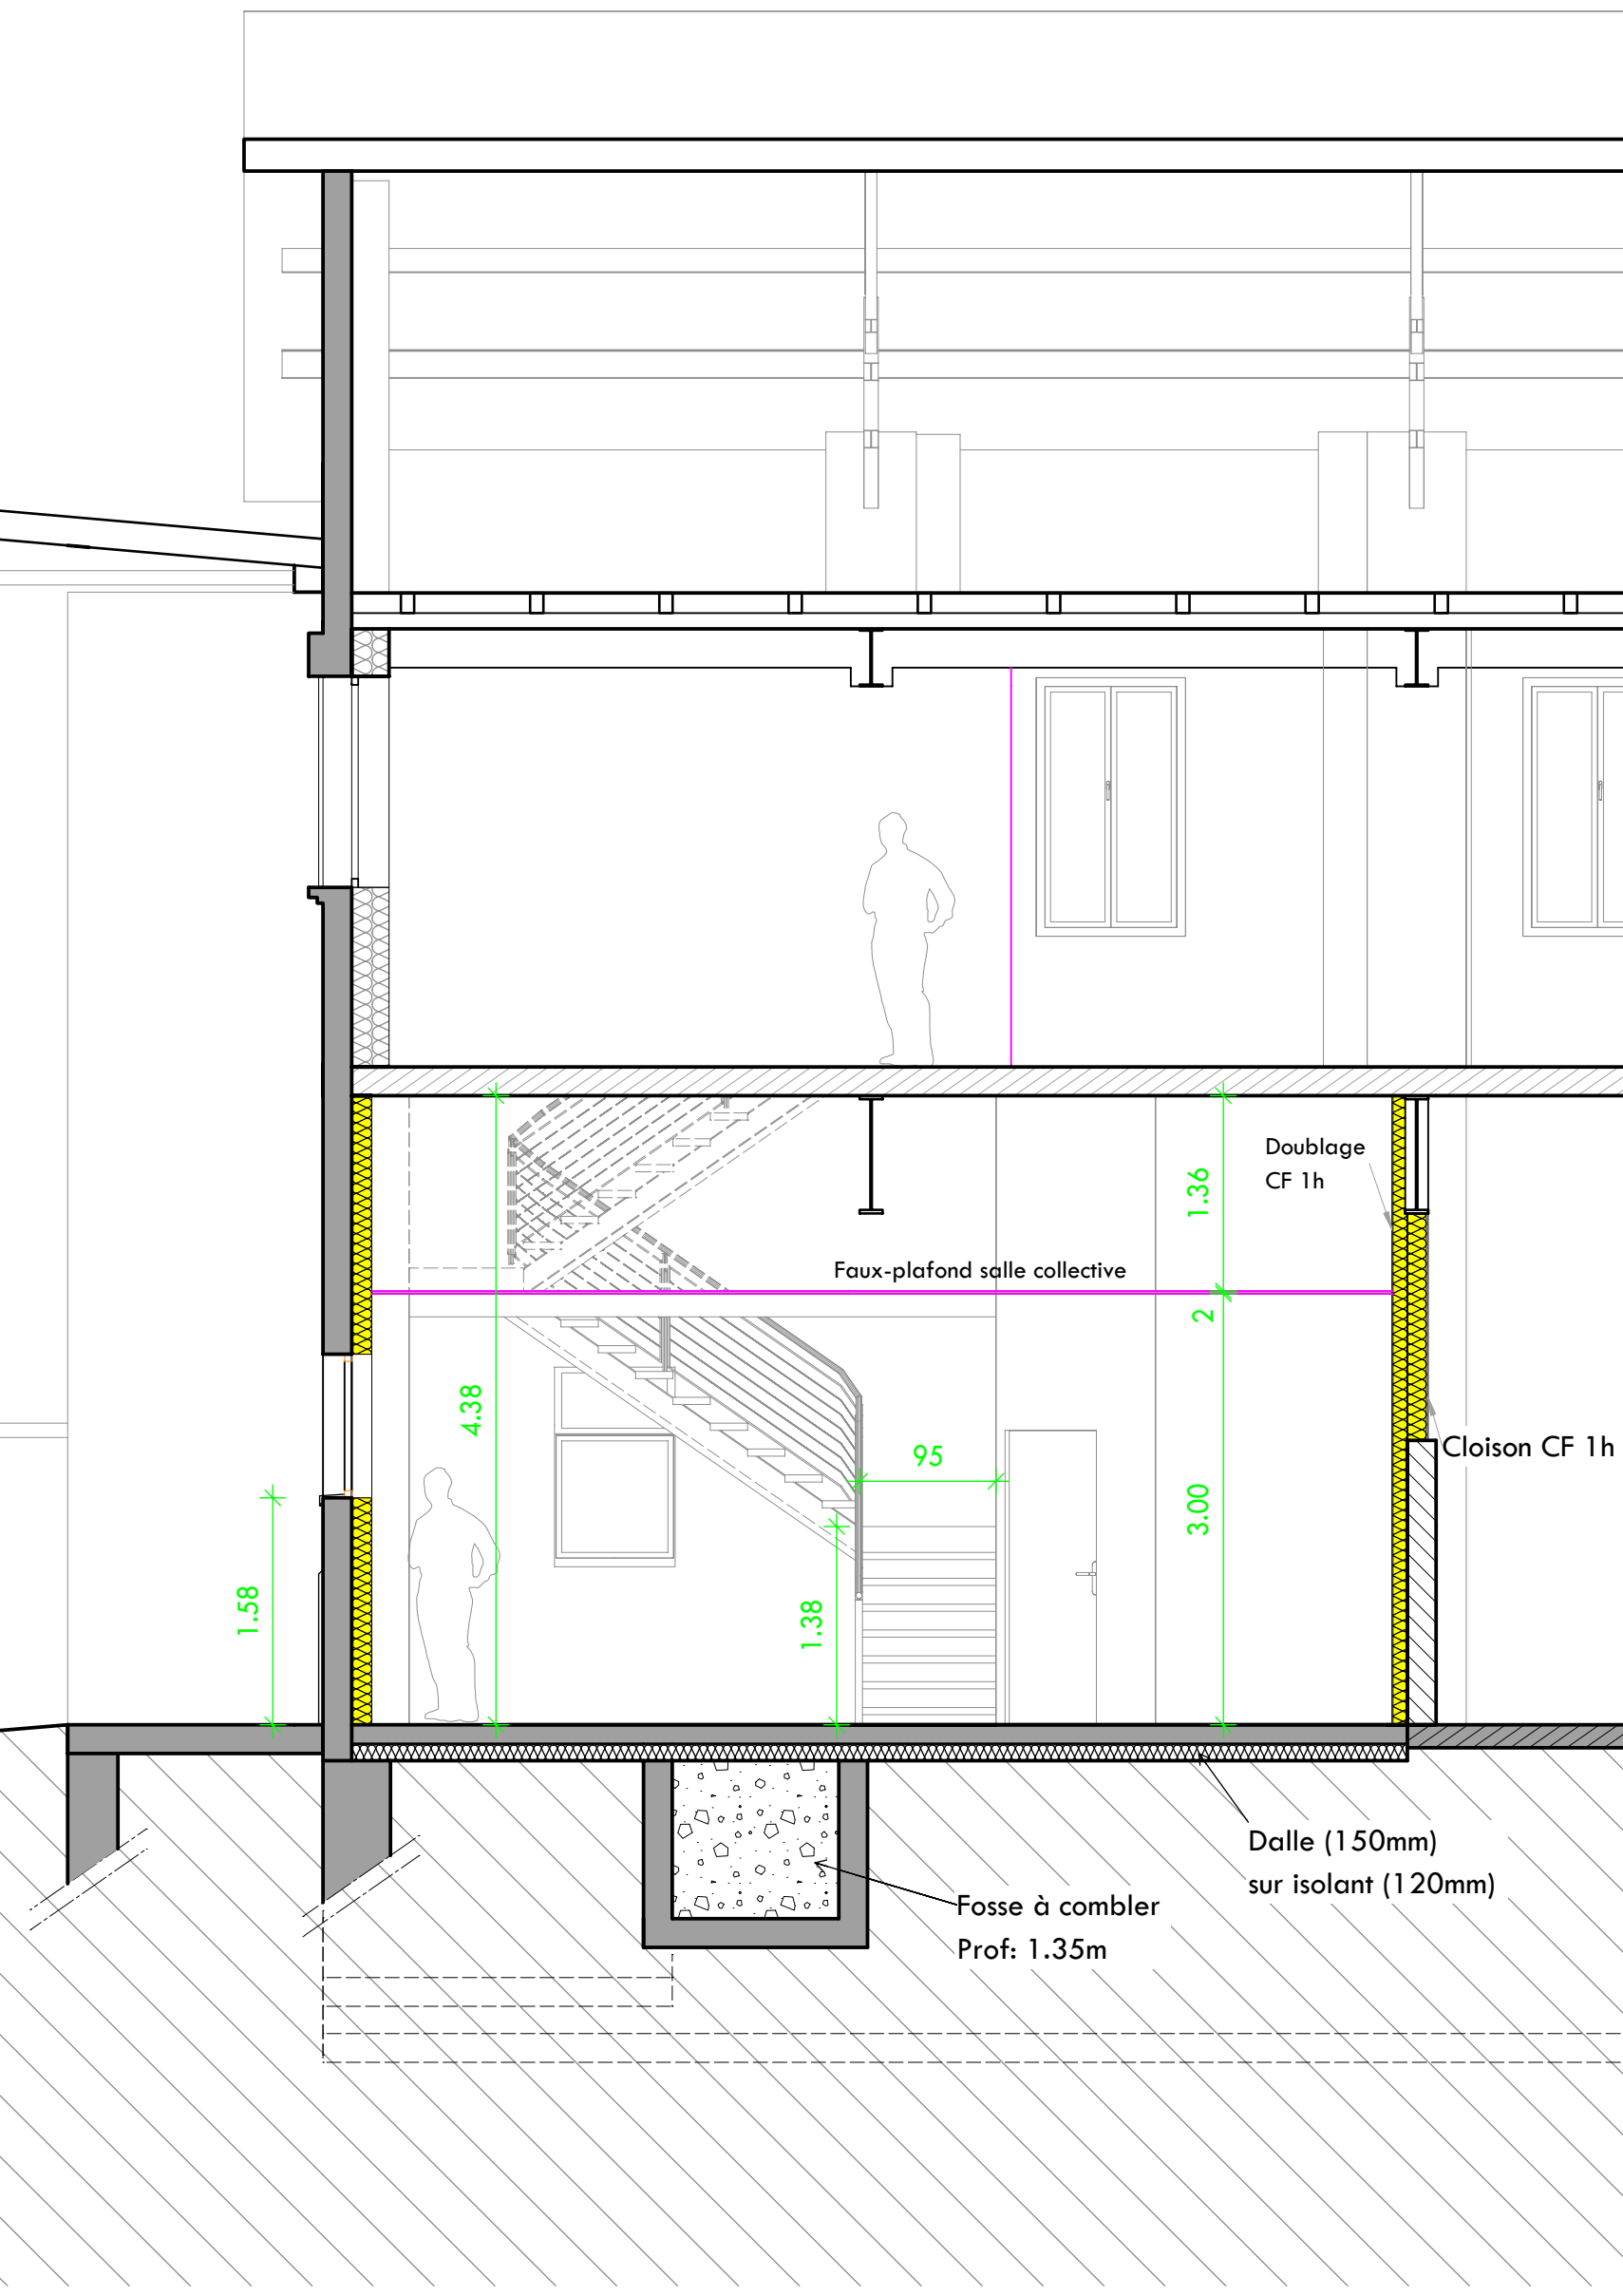 Doublage
CF 1h
1.36
Faux-plafond salle collective
2
4.38
95
Cloison CF 1h
3.00
1.58
1.38
Dalle (150mm)
sur isolant (120mm)
Fosse à combler
Prof: 1.35m